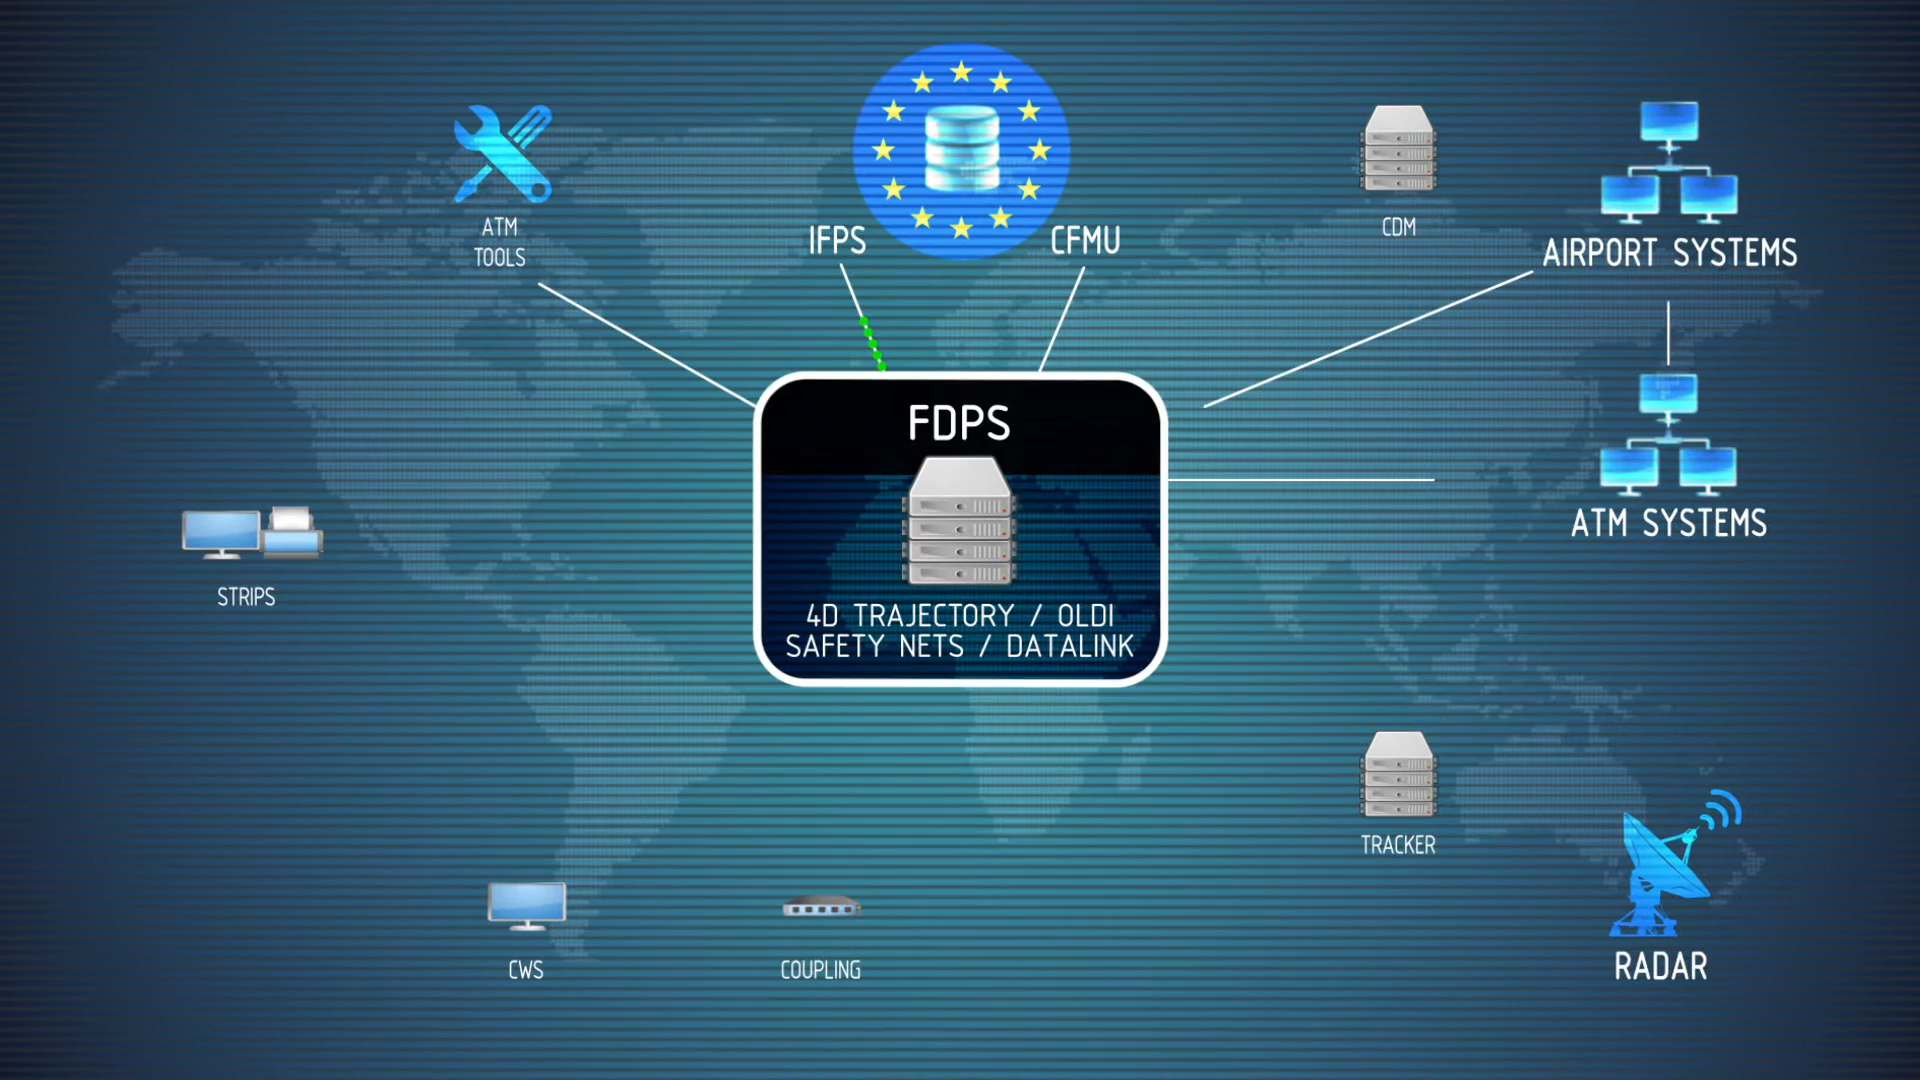 ATM
TOOLS
IFPS
CFMU
CDM
AIRPORT SYSTEMS
FDPS
4D TRAJECTORY / OLDI
SAFETY NETS / DATALINK
ATM SYSTEMS
STRIPS
TRACKER
CWS
COUPLING
RADAR